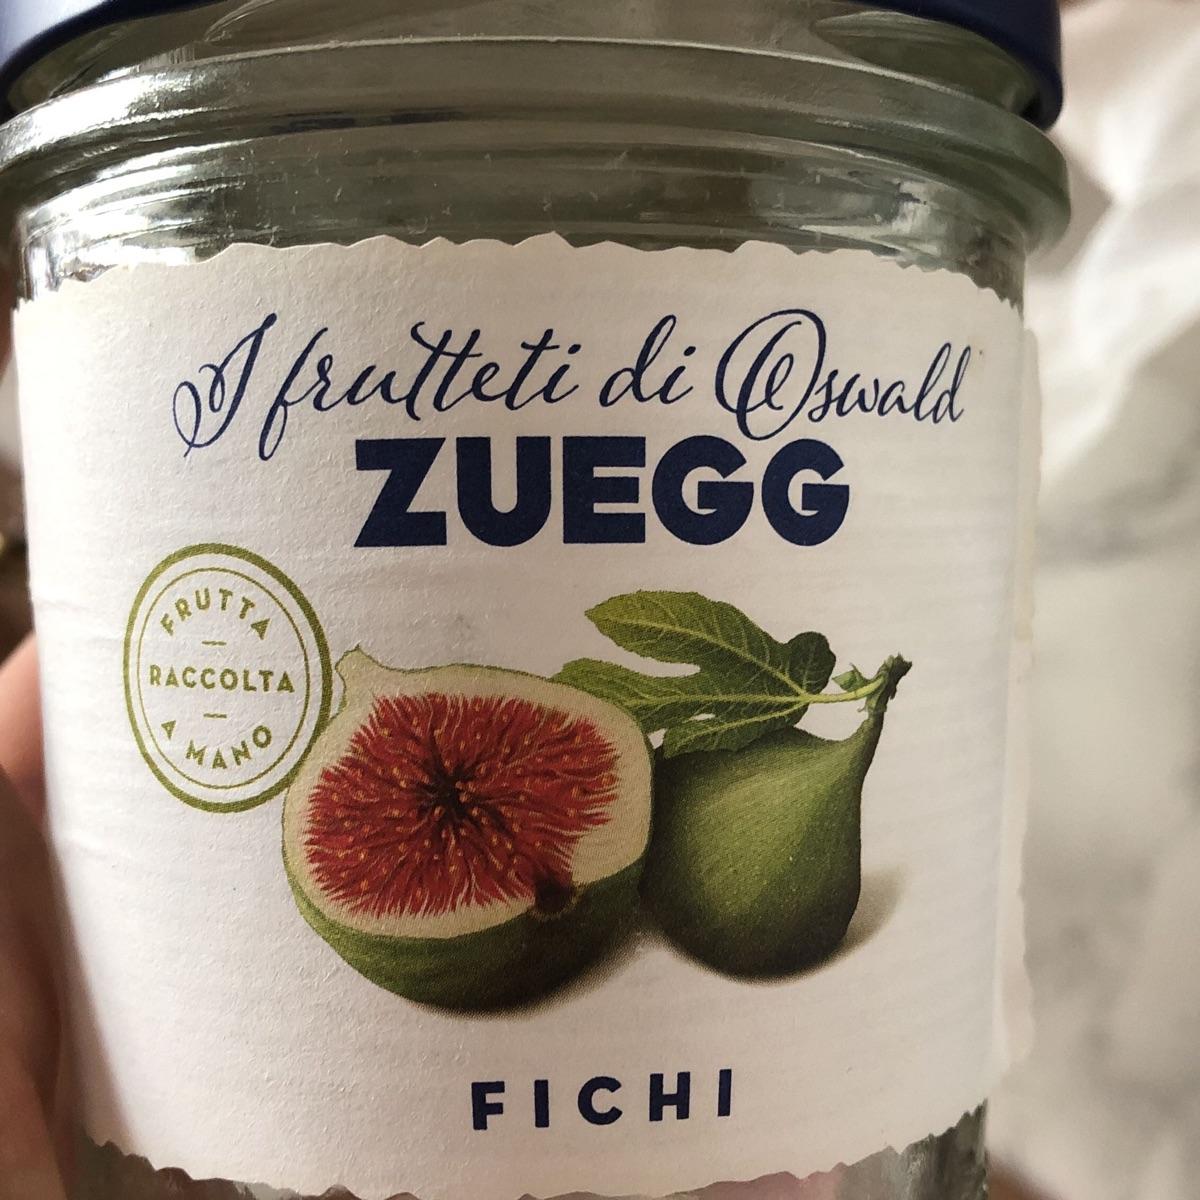 I frutteti di Oswald
ZUEGG
FRUTTA
RACCOLTA
A MANO
FICHI